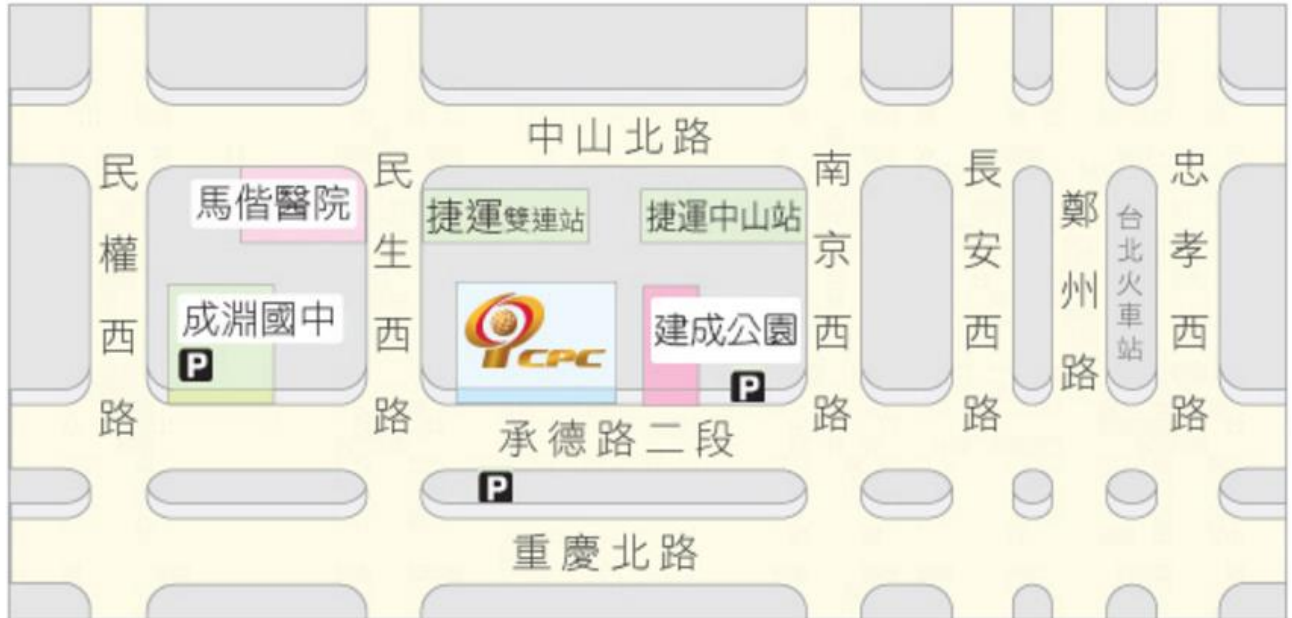 中山北路
民權西路
馬偕醫院
民生西路
捷運雙連站
捷運中山站
南京西路
長安西路
鄭州路
台北火車站
忠孝西路
成淵國中
P
CPC
建成公園
P
承德路二段
P
重慶北路